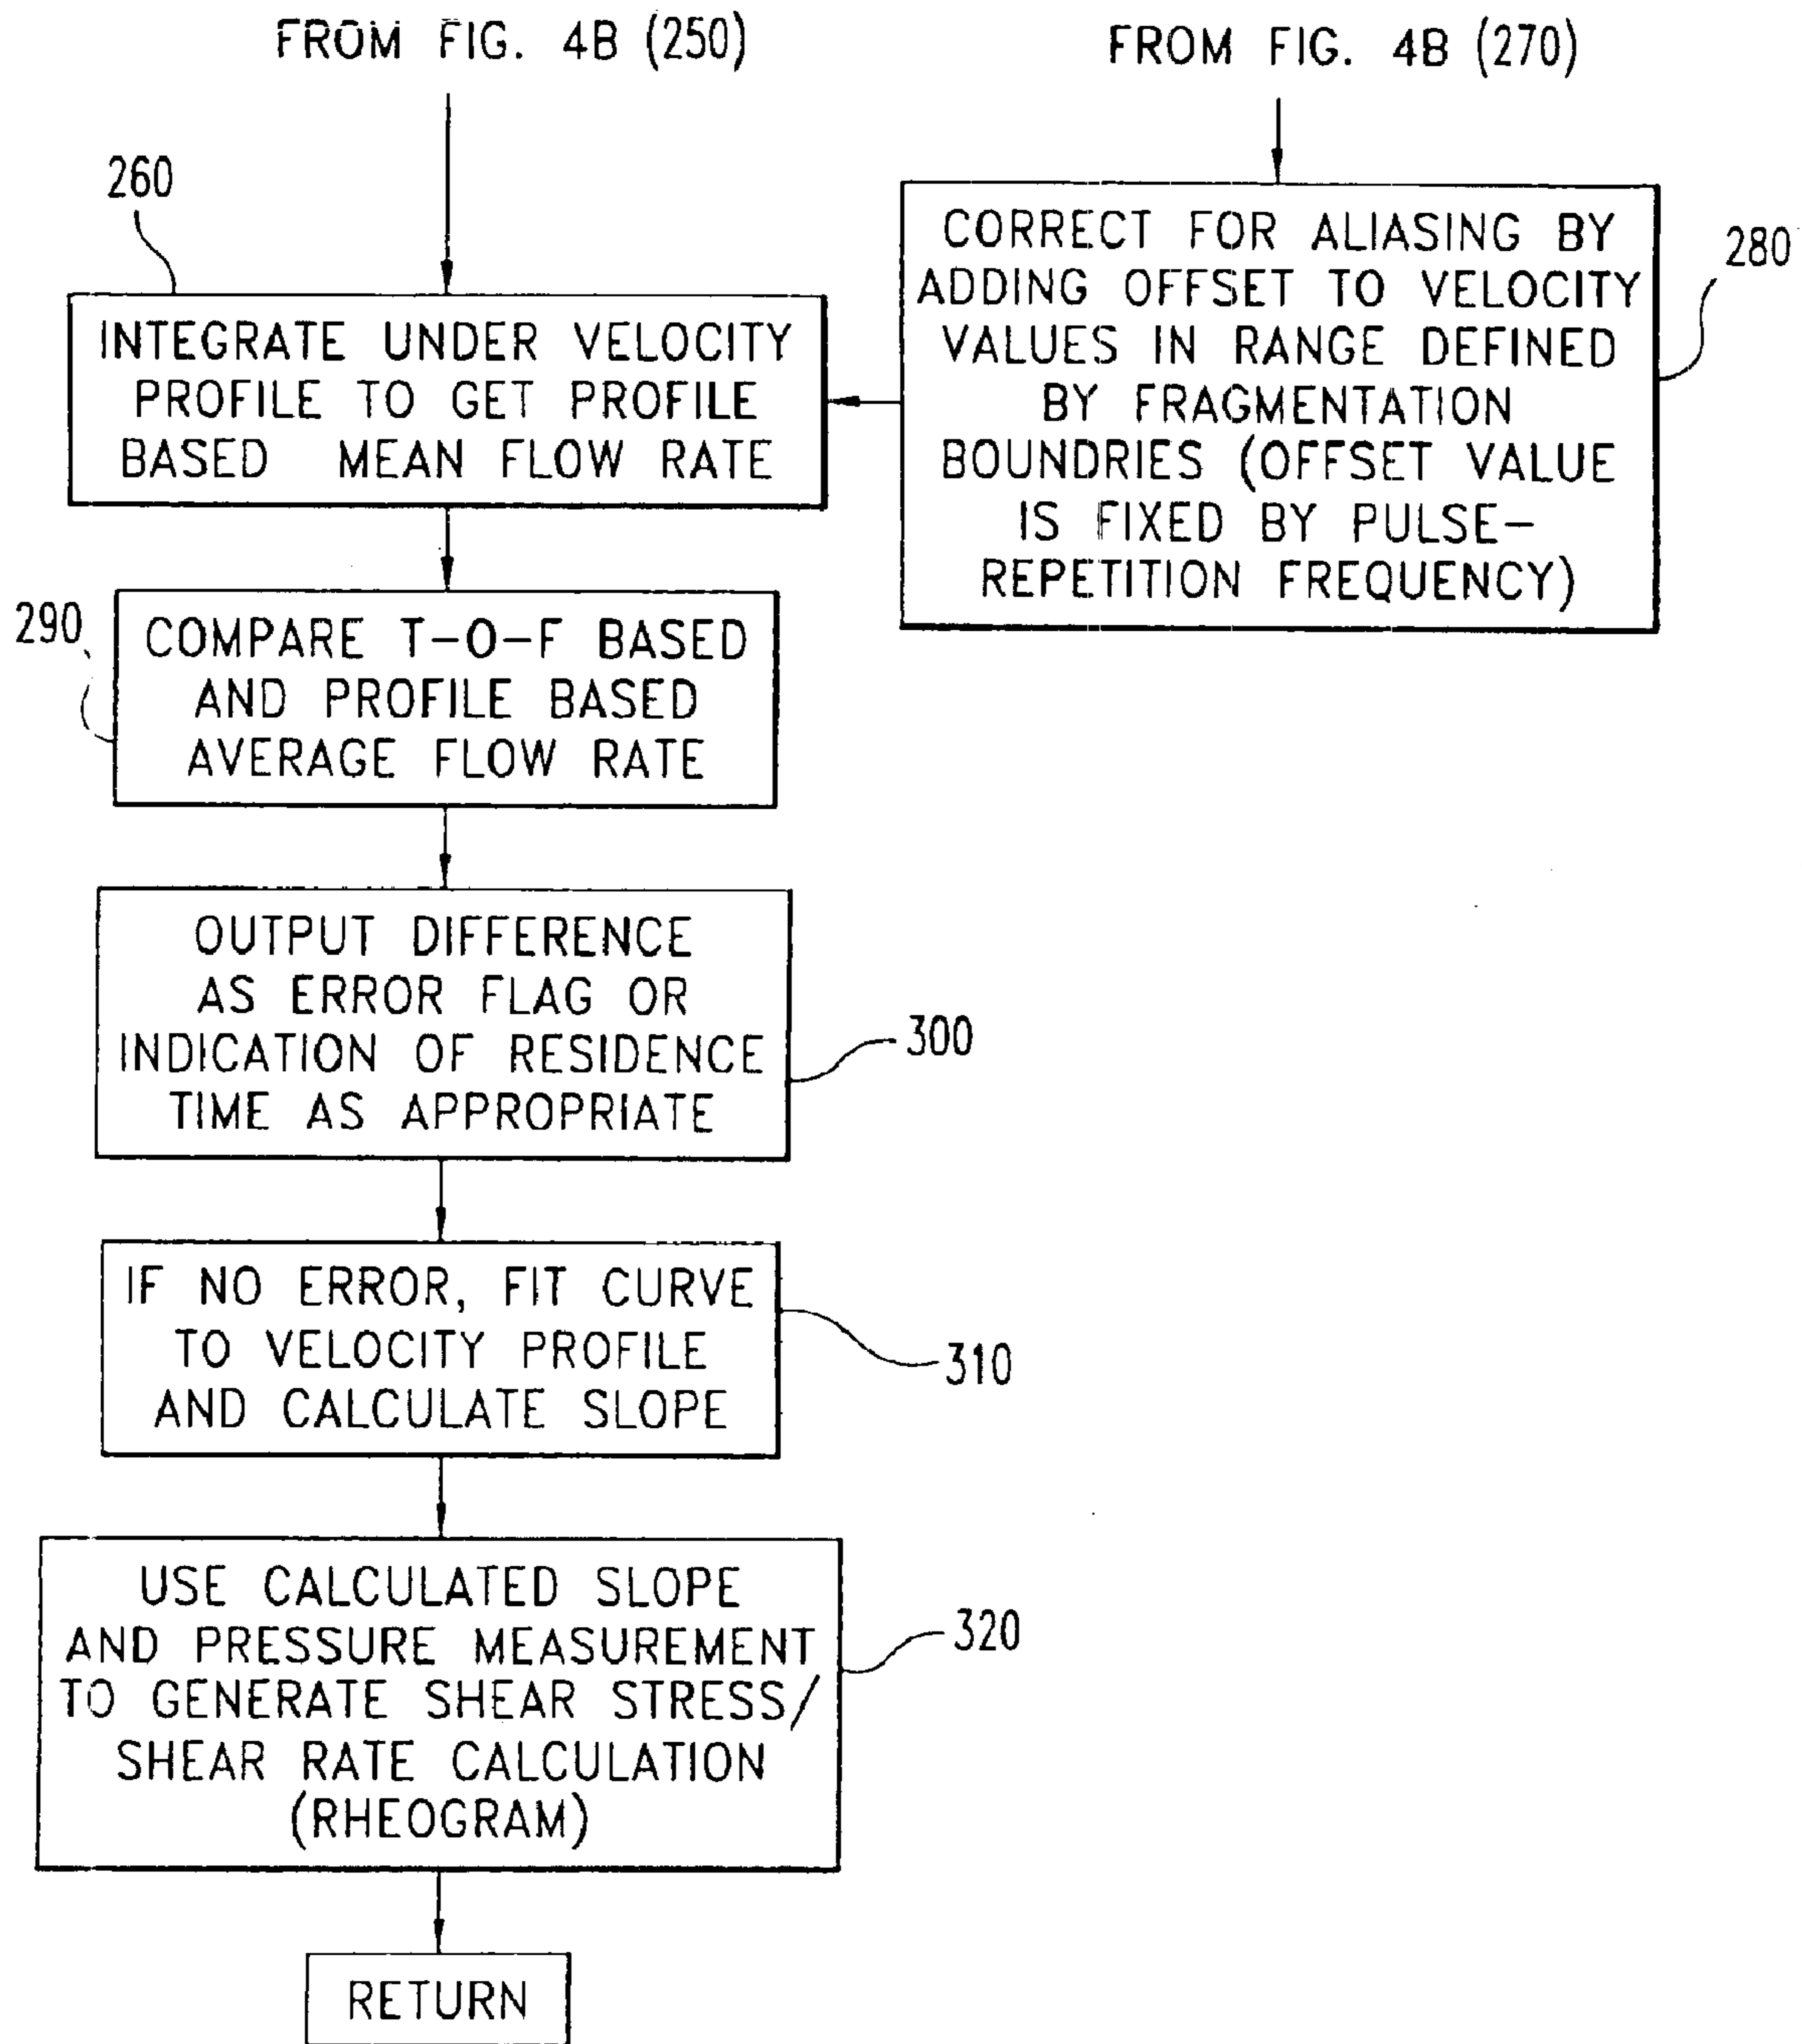 FROM FIG. 4B (250)
FROM FIG. 4B (270)
260
INTEGRATE UNDER VELOCITY
PROFILE TO GET PROFILE
BASED MEAN FLOW RATE
CORRECT FOR ALIASING BY
ADDING OFFSET TO VELOCITY
VALUES IN RANGE DEFINED
BY FRAGMENTATION
BOUNDRIES (OFFSET VALUE
IS FIXED BY PULSE-
REPETITION FREQUENCY)
280
290
COMPARE T-O-F BASED
AND PROFILE BASED
AVERAGE FLOW RATE
OUTPUT DIFFERENCE
AS ERROR FLAG OR
INDICATION OF RESIDENCE
TIME AS APPROPRIATE
300
IF NO ERROR, FIT CURVE
TO VELOCITY PROFILE
AND CALCULATE SLOPE
310
USE CALCULATED SLOPE
AND PRESSURE MEASUREMENT
TO GENERATE SHEAR STRESS/
SHEAR RATE CALCULATION
(RHEOGRAM)
320
RETURN